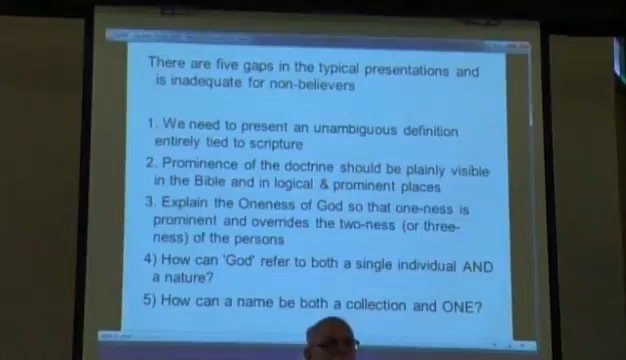 There are five gaps in the typical presentations and
is inadequate for non-believers
1. We need to present an unambiguous definition
entirely tied to scripture
2. Prominence of the doctrine should be plainly visible
in the Bible and in logical & prominent places
3. Explain the Oneness of God so that one-ness is
prominent and overrides the two-ness (or three-
ness) of the persons
4) How can 'God' refer to both a single individual AND
a nature?
5) How can a name be both a collection and ONE?